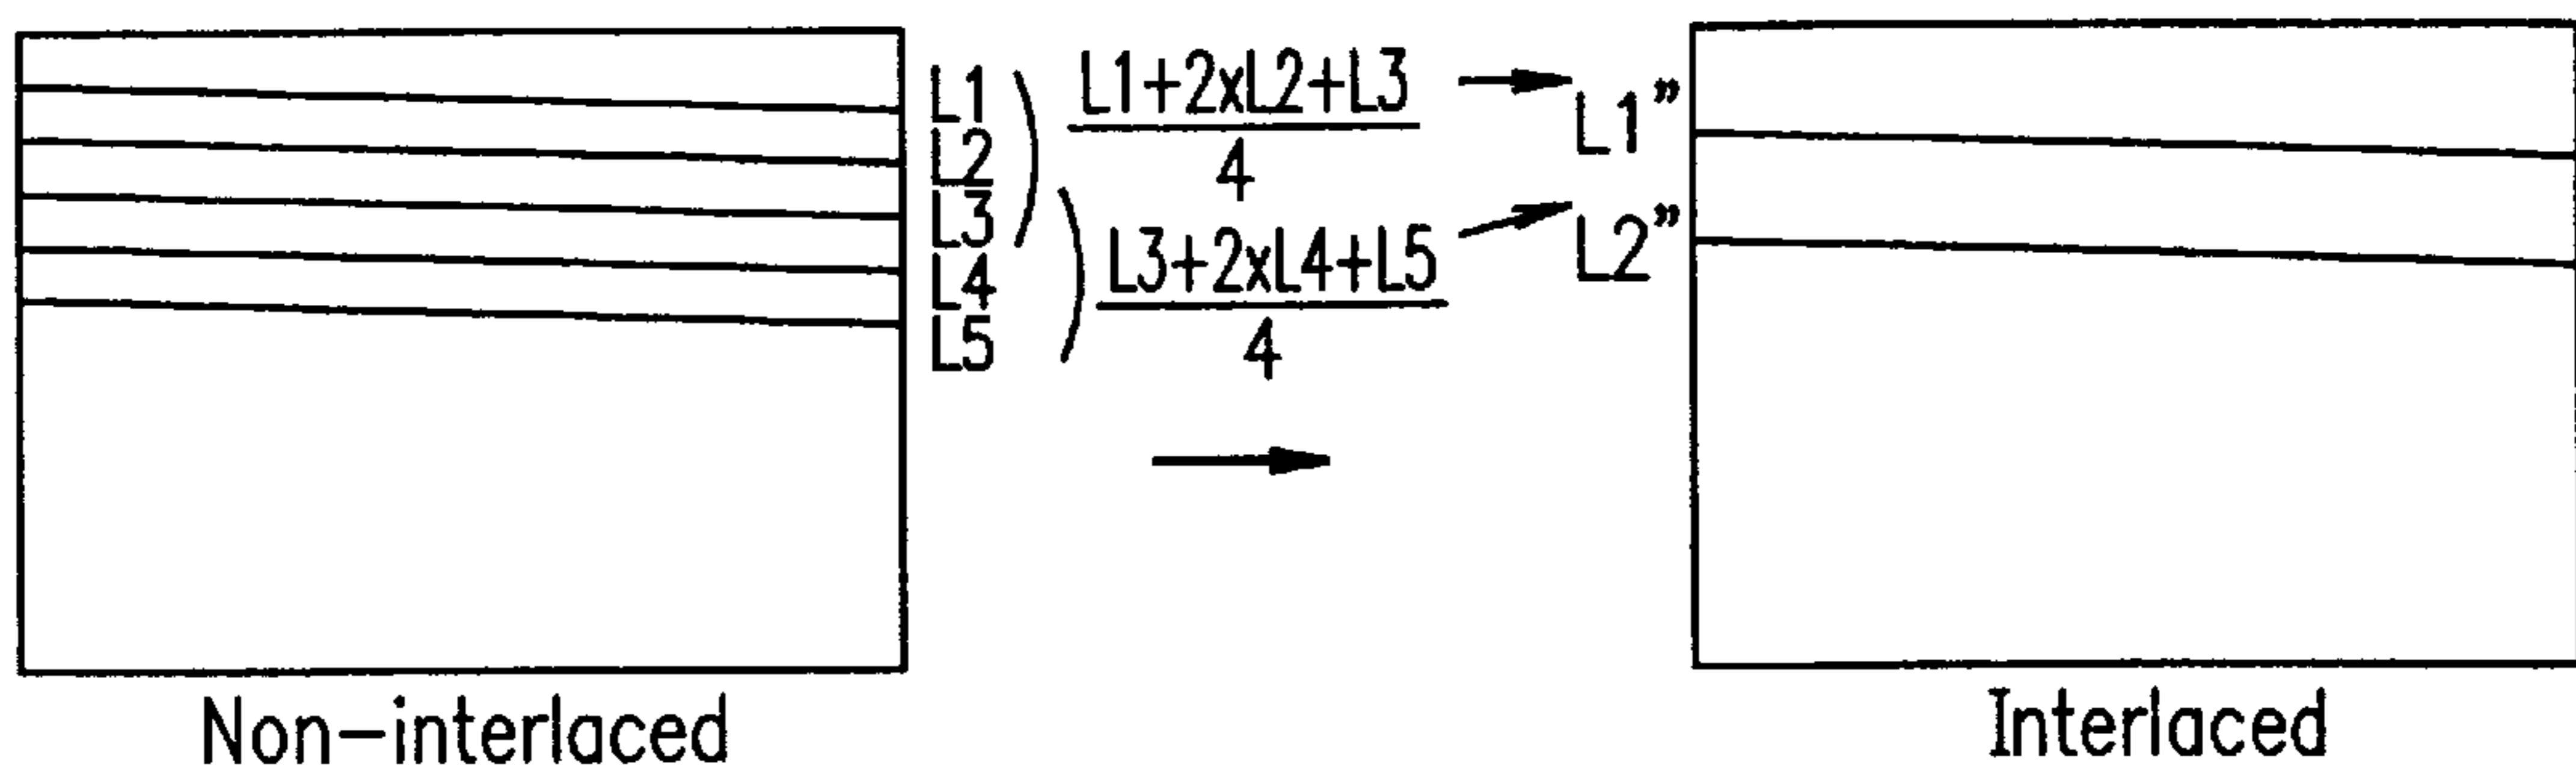 L1
L2
L3
L4
L5
L1+2xL2+L3
4
L3+2xL4+L5
4
L1”
L2”
Non-interlaced
Interlaced